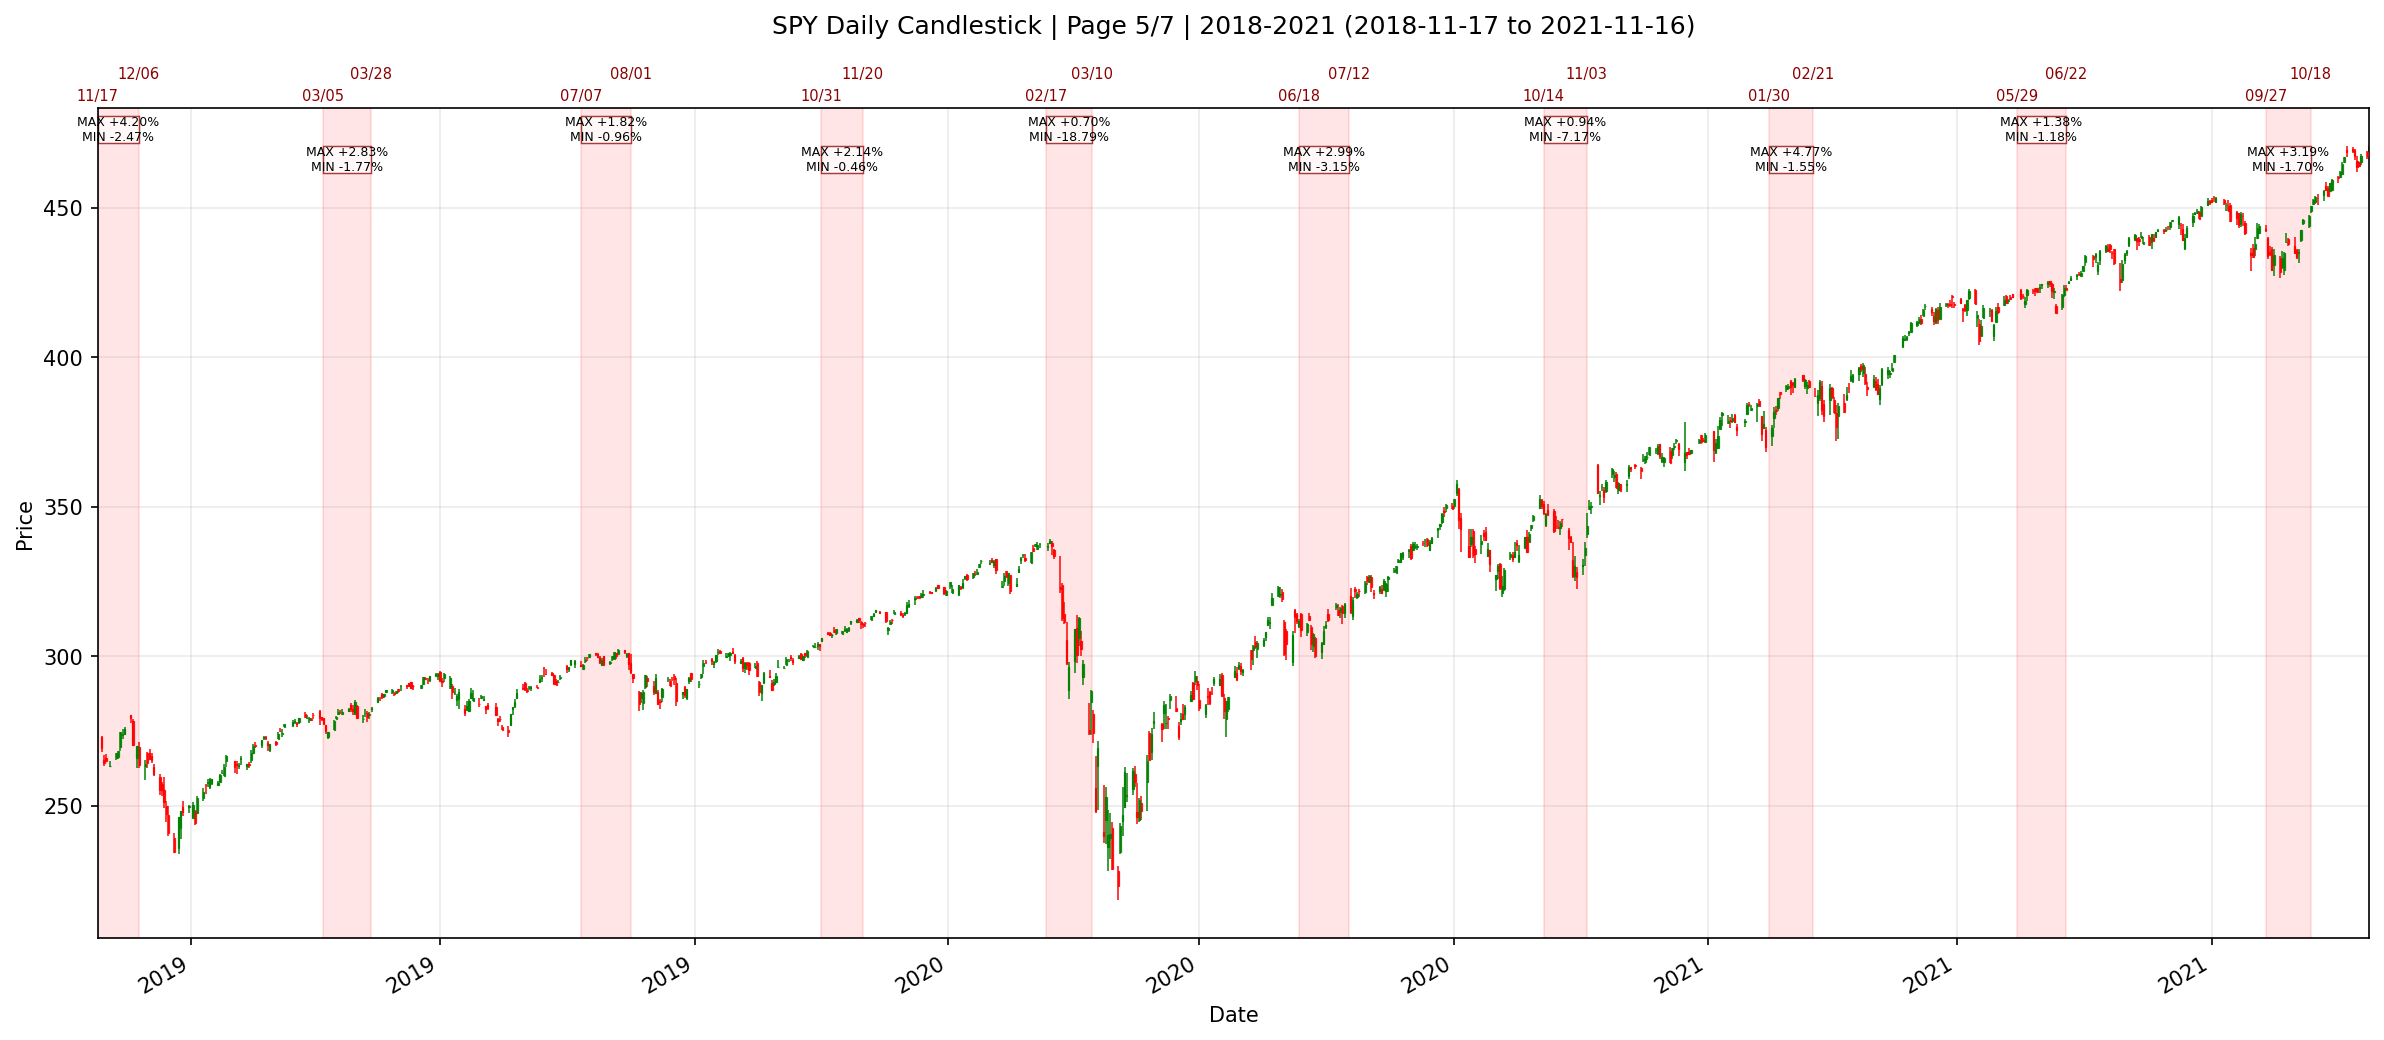 SPY Daily Candlestick | Page 5/7 | 2018-2021 (2018-11-17 to 2021-11-16)
12/06 03/28 08/01 11/20 03/10 07/12 11/03 02/21 06/22 10/18
11/17 03/05 07/07 10/31 02/17 06/18 10/14 01/30 05/29 09/27
MAX +4.20% MAX +1.82% MAX +0.70% MAX +0.94% MAX +1.38%
MIN -2.47% MIN -0.96% MIN -18.79% MIN -7.17% MIN -1.18%
MAX +2.83% MAX +2.14% MAX +2.99% MAX +4.77% MAX +3.19%
MIN -1.77% MIN -0.46% MIN -3.15% MIN -1.55% MIN -1.70%
450
400
350
300
250
Price
2019 2019 2019 2020 2020 2020 2021 2021 2021
Date